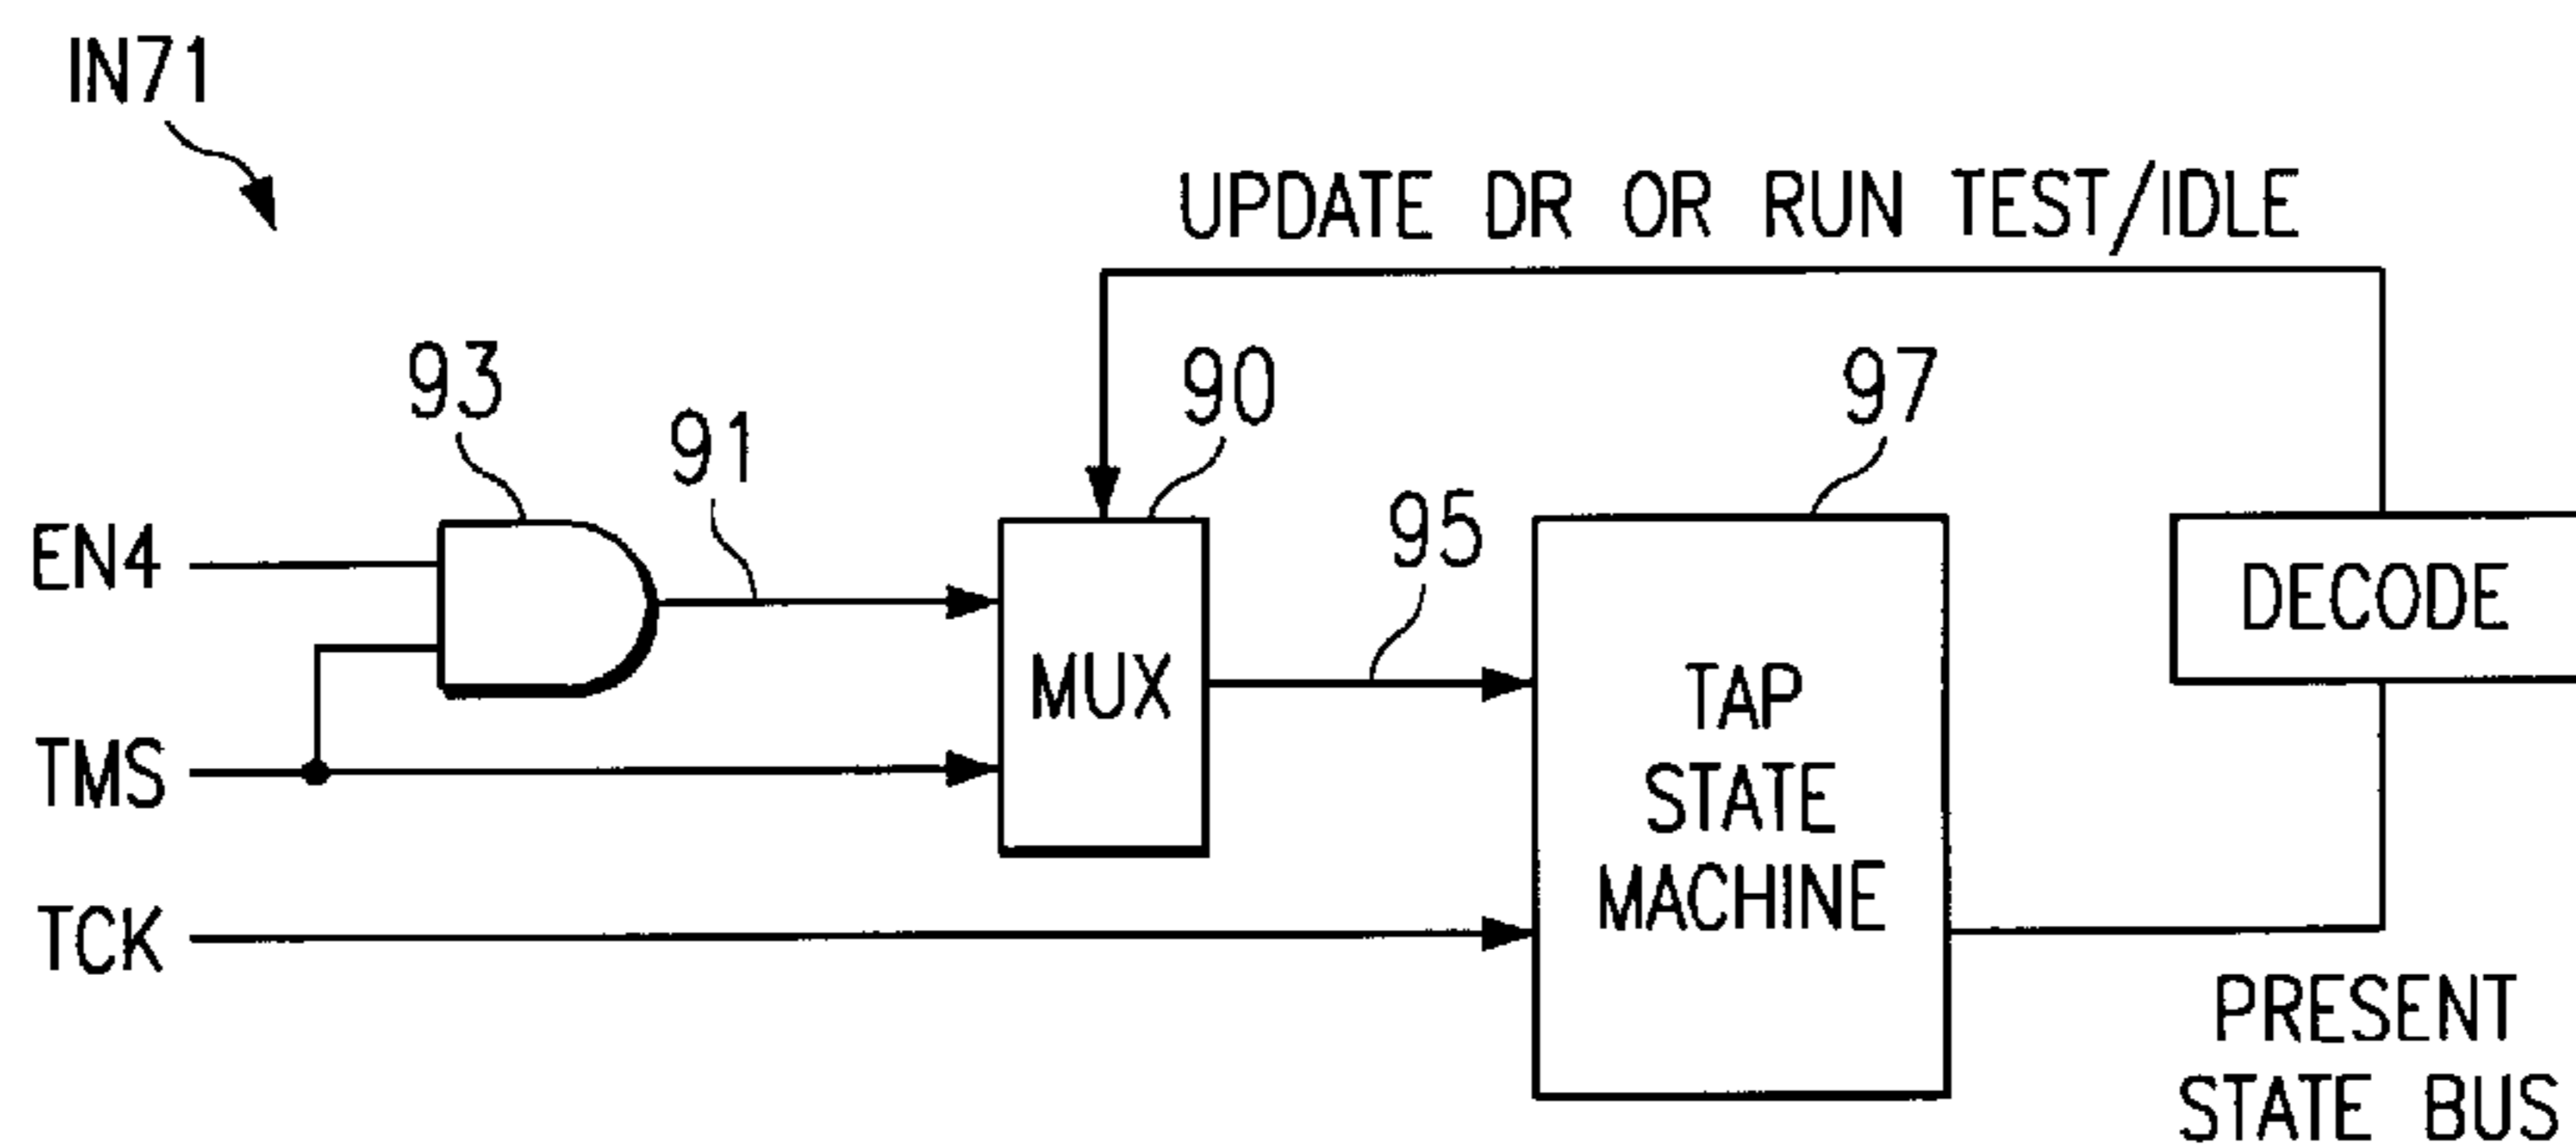 IN71
UPDATE DR OR RUN TEST/IDLE
93
91
90
97
95
EN4
DECODE
MUX
TAP
STATE
MACHINE
TMS
TCK
PRESENT
STATE BUS